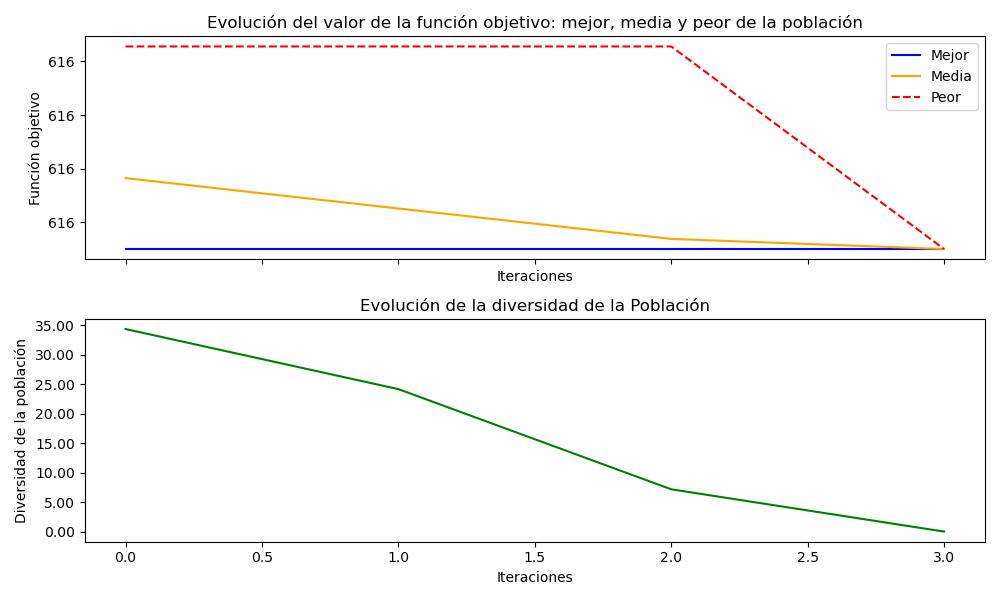 Evolución del valor de la función objetivo: mejor, media y peor de la población
Función objetivo
616
616
616
616
Mejor
Media
Peor
Iteraciones
Evolución de la diversidad de la Población
Diversidad de la población
35.00
30.00
25.00
20.00
15.00
10.00
5.00
0.00
0.0 0.5 1.0 1.5 2.0 2.5 3.0
Iteraciones